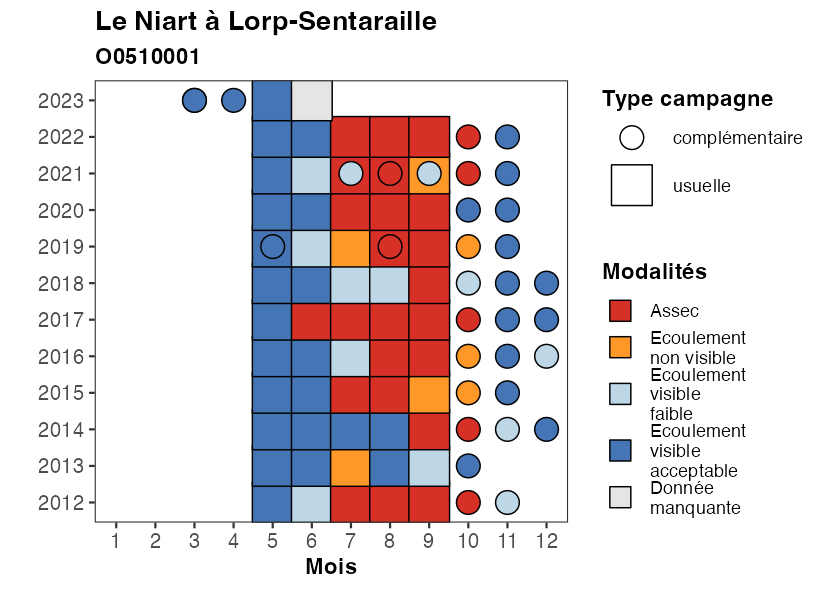 Le Niart à Lorp-Sentaraille
O0510001
2023
2022
2021
2020
2019
2018
2017
2016
2015
2014
2013
2012
1 2 3 4 5 6 7 8 9 10 11 12
Mois
Type campagne
complémentaire
usuelle
Modalités
Assec
Ecoulement
non visible
Ecoulement
visible
faible
Ecoulement
visible
acceptable
Donnée
manquante